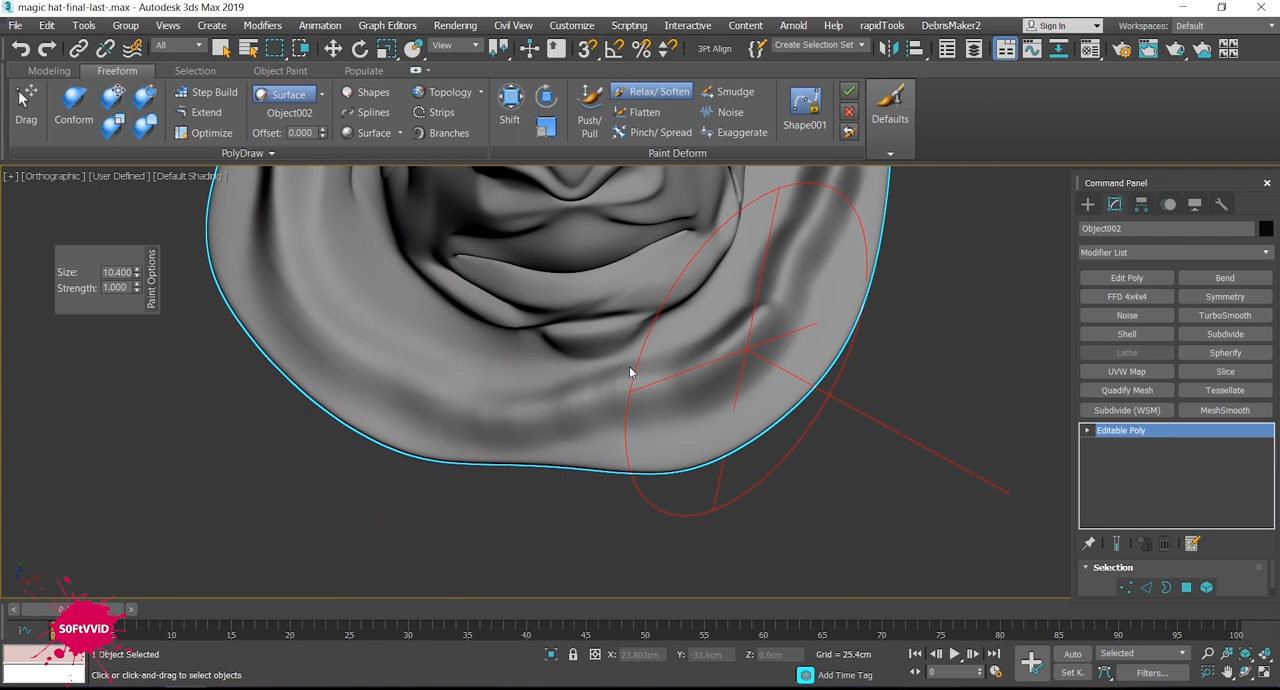 magic hat-final-last-.max - Autodesk 3ds Max 2019
File Edit Tools Group Views Create Modifiers Animation Graph Editors Rendering Civil View Customize Scripting Interactive Content Arnold Help rapidTools DebrisMaker2 Sign In Workspaces: Default
All View 3Pt Align Create Selection Set
Modeling Freeform Selection Object Paint Populate
Step Build Surface Shapes Topology Relax/ Soften Smudge
Drag Conform Extend Object002 Splines Strips Shift Push/ Pull Flatten Noise Shape001 Defaults
Optimize Offset: 0.000 Surface Branches Pinch/ Spread Exaggerate
PolyDraw Paint Deform
[+] [Orthographic ] [User Defined ] [Default Shading ]
Command Panel
Object002
Modifier List
Size: 10.400
Strength: 1.000
Paint Options
Edit Poly Bend
FFD 4x4x4 Symmetry
Noise TurboSmooth
Shell Subdivide
Lathe Spherify
UVW Map Slice
Quadify Mesh Tessellate
Subdivide (WSM) MeshSmooth
Editable Poly
Selection
S0FtVViD
10 15 20 25 30 35 40 45 50 55 60 65 70 75 80 85 90 95 100
1 Object Selected X: 23.803cm Y: -33.6cm Z: 0.0cm Grid = 25.4cm Auto Selected
Click or click-and-drag to select objects Add Time Tag 0 Set K. Filters...